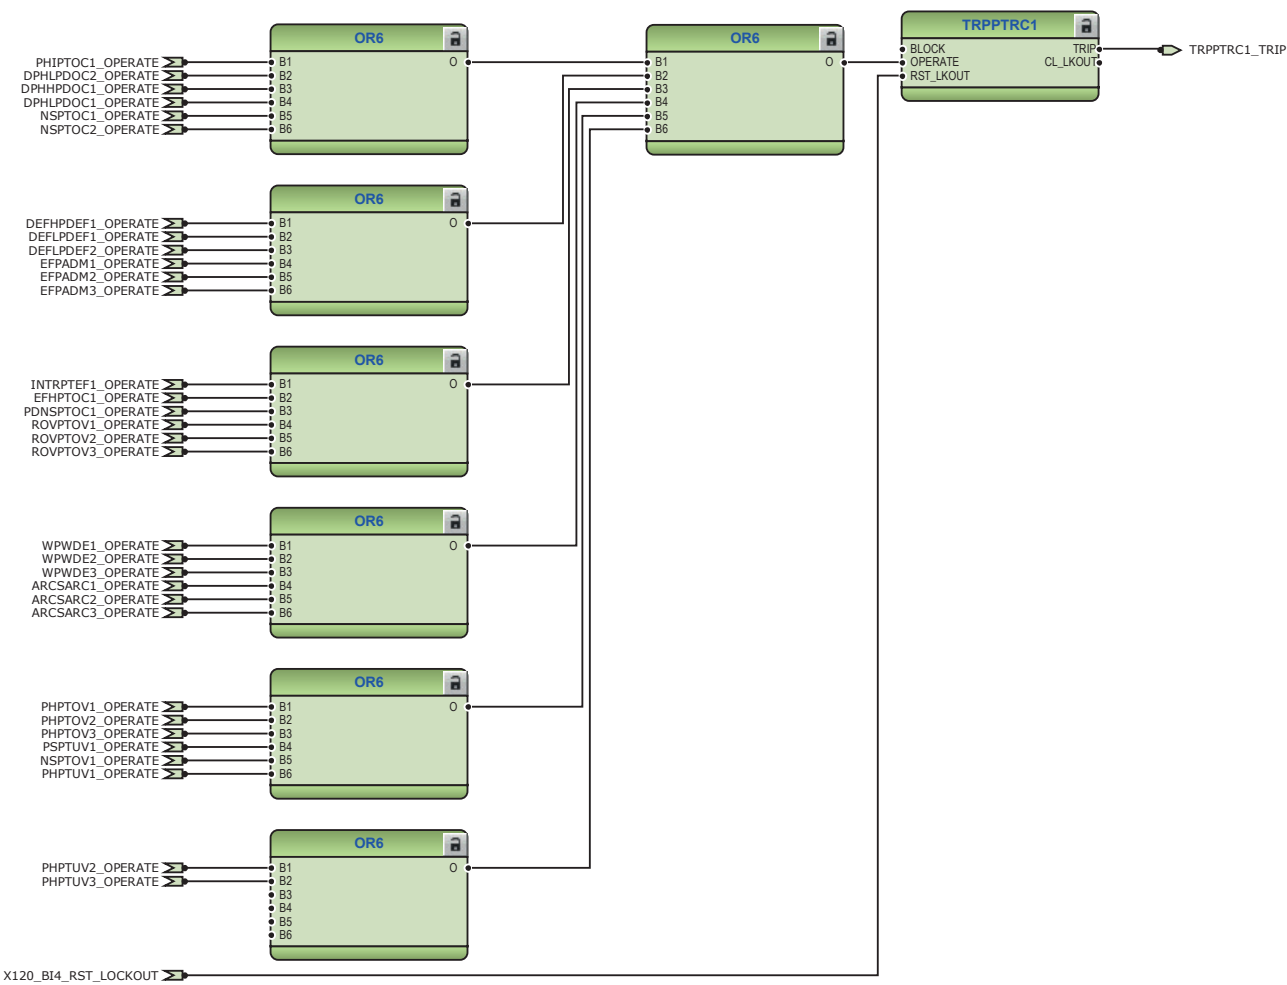 OR6
PHIPTOC1_OPERATE B1 O
DPHLPDOC2_OPERATE B2
DPHHPDOC1_OPERATE B3
DPHLPDOC1_OPERATE B4
NSPTOC1_OPERATE B5
NSPTOC2_OPERATE B6
OR6
B1 O
B2
B3
B4
B5
B6
TRPPTRC1
BLOCK TRIP
OPERATE CL_LKOUT
RST_LKOUT
TRPPTRC1_TRIP
OR6
DEFHPDEF1_OPERATE B1 O
DEFLPDEF1_OPERATE B2
DEFLPDEF2_OPERATE B3
EFPADM1_OPERATE B4
EFPADM2_OPERATE B5
EFPADM3_OPERATE B6
OR6
INTRPTEF1_OPERATE B1 O
EFHPTOC1_OPERATE B2
PDNSPTOC1_OPERATE B3
ROVPTOV1_OPERATE B4
ROVPTOV2_OPERATE B5
ROVPTOV3_OPERATE B6
OR6
WPWDE1_OPERATE B1 O
WPWDE2_OPERATE B2
WPWDE3_OPERATE B3
ARCSARC1_OPERATE B4
ARCSARC2_OPERATE B5
ARCSARC3_OPERATE B6
OR6
PHPTOV1_OPERATE B1 O
PHPTOV2_OPERATE B2
PHPTOV3_OPERATE B3
PSPTUV1_OPERATE B4
NSPTOV1_OPERATE B5
PHPTUV1_OPERATE B6
OR6
PHPTUV2_OPERATE B1 O
PHPTUV3_OPERATE B2
B3
B4
B5
B6
X120_BI4_RST_LOCKOUT